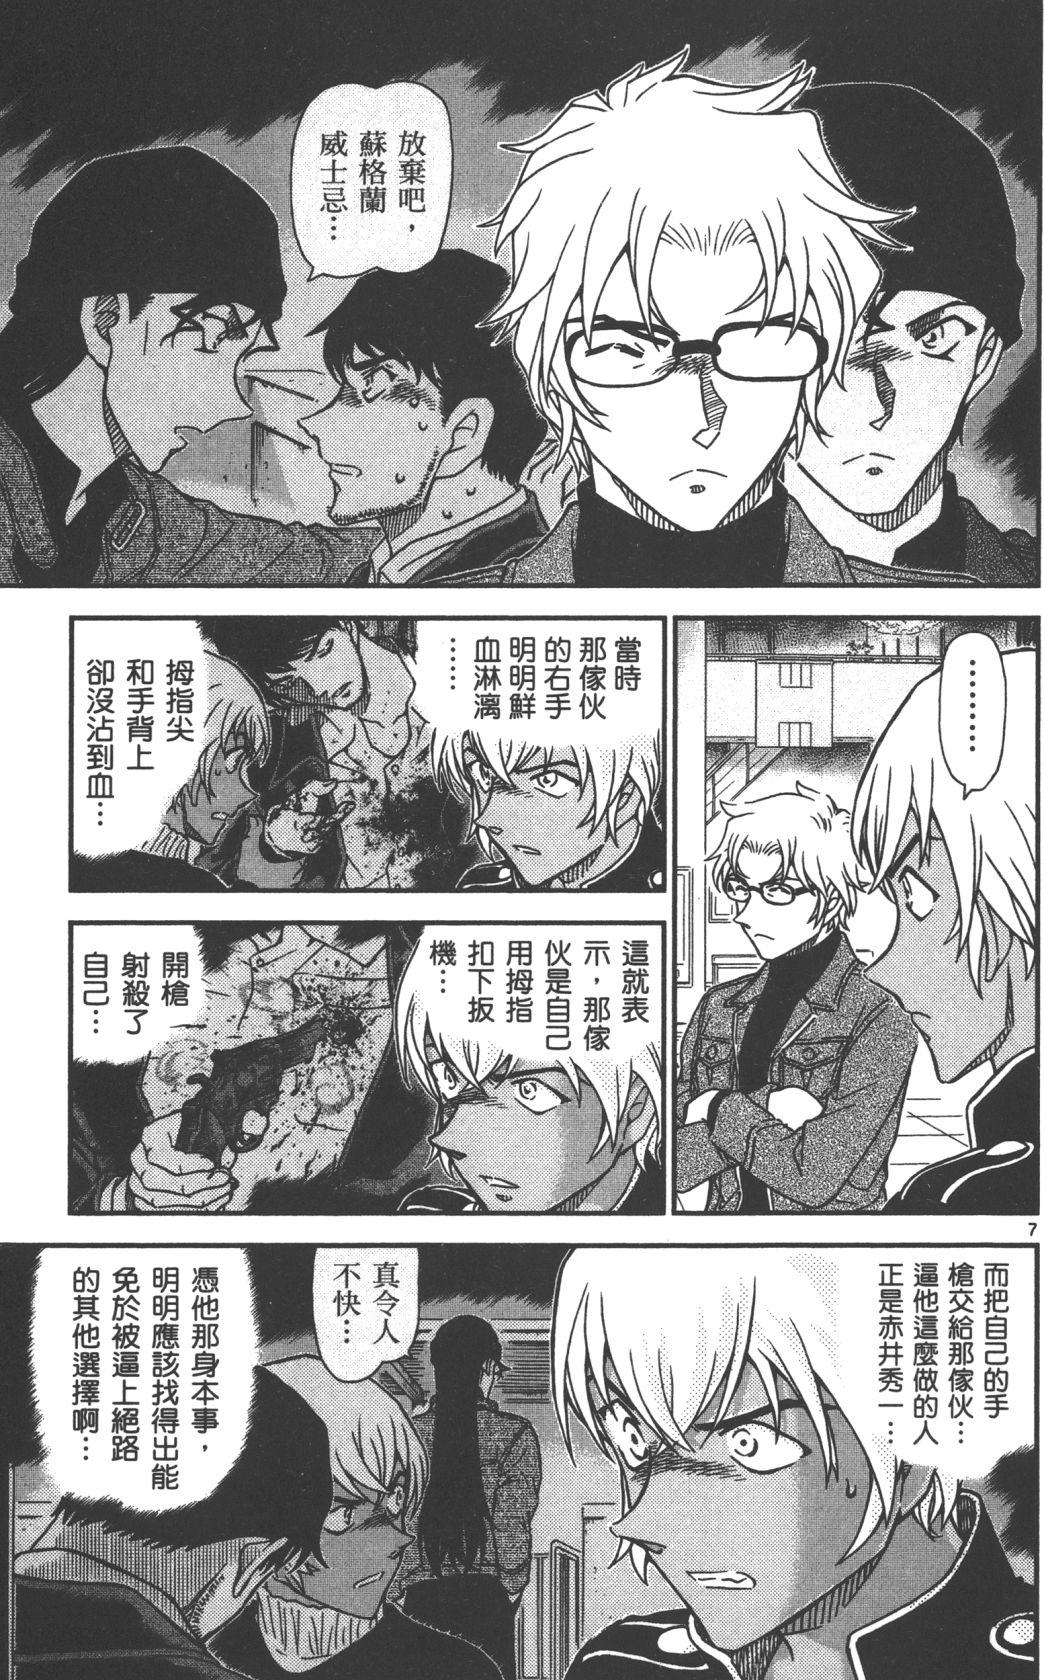 放棄吧，
蘇格蘭
威士忌…
………
當時
那傢伙
的右手
明明鮮
血淋漓
……
拇指尖
和手背上
卻沒沾到血…
這就表
示，那傢
伙是自己
用拇指
扣下扳
機…
開槍
射殺了
自己…
7
而把自己的手
槍交給那傢伙…
逼他這麼做的人
正是赤井秀一…
真令人
不快…
憑他那身本事，
明明應該找得出能
免於被逼上絕路
的其他選擇啊…